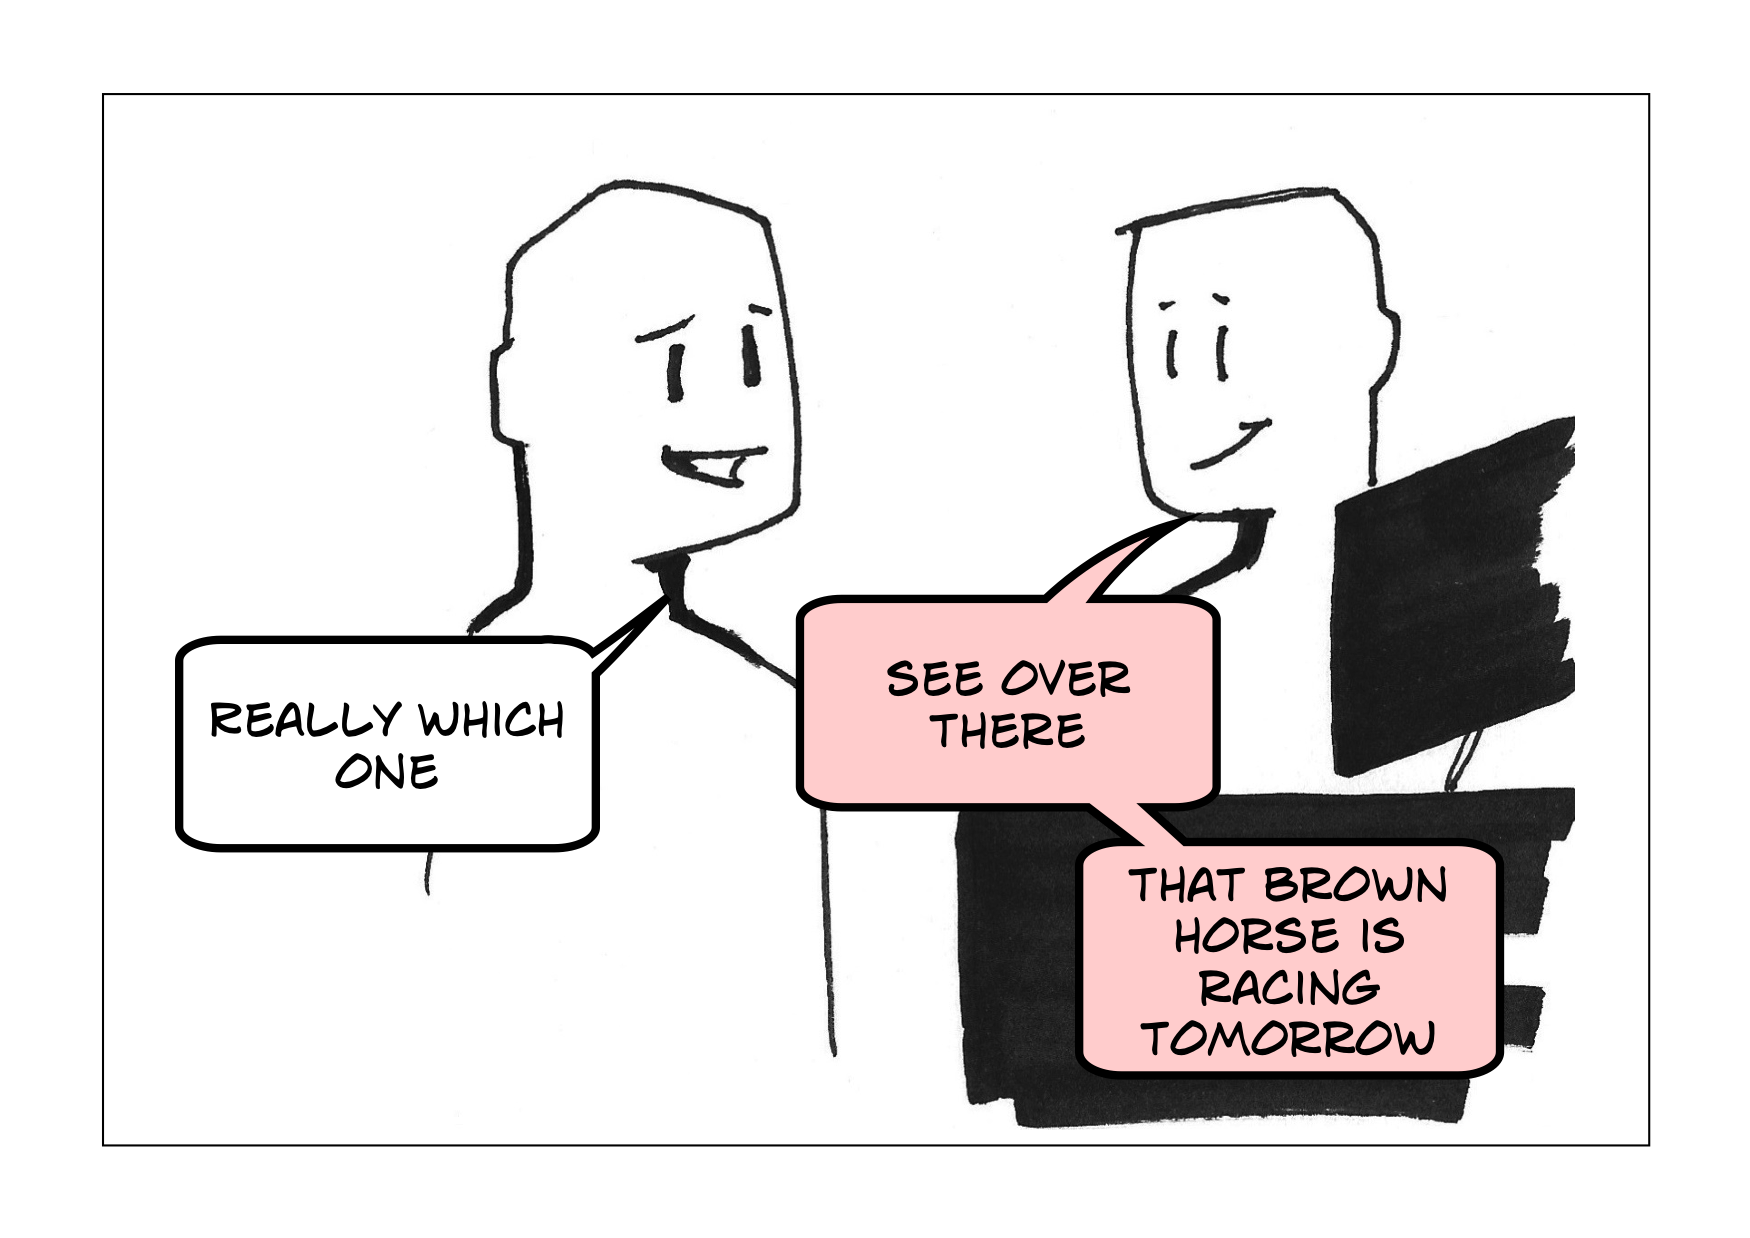 REALLY WHICH
ONE
SEE OVER
THERE
THAT BROWN
HORSE IS
RACING
TOMORROW